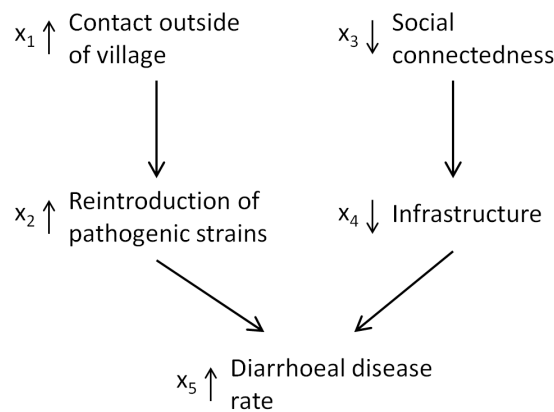 x1 ↑ Contact outside
of village
x3 ↓ Social
connectedness
x2 ↑ Reintroduction of
pathogenic strains
x4 ↓ Infrastructure
x5 ↑ Diarrhoeal disease
rate